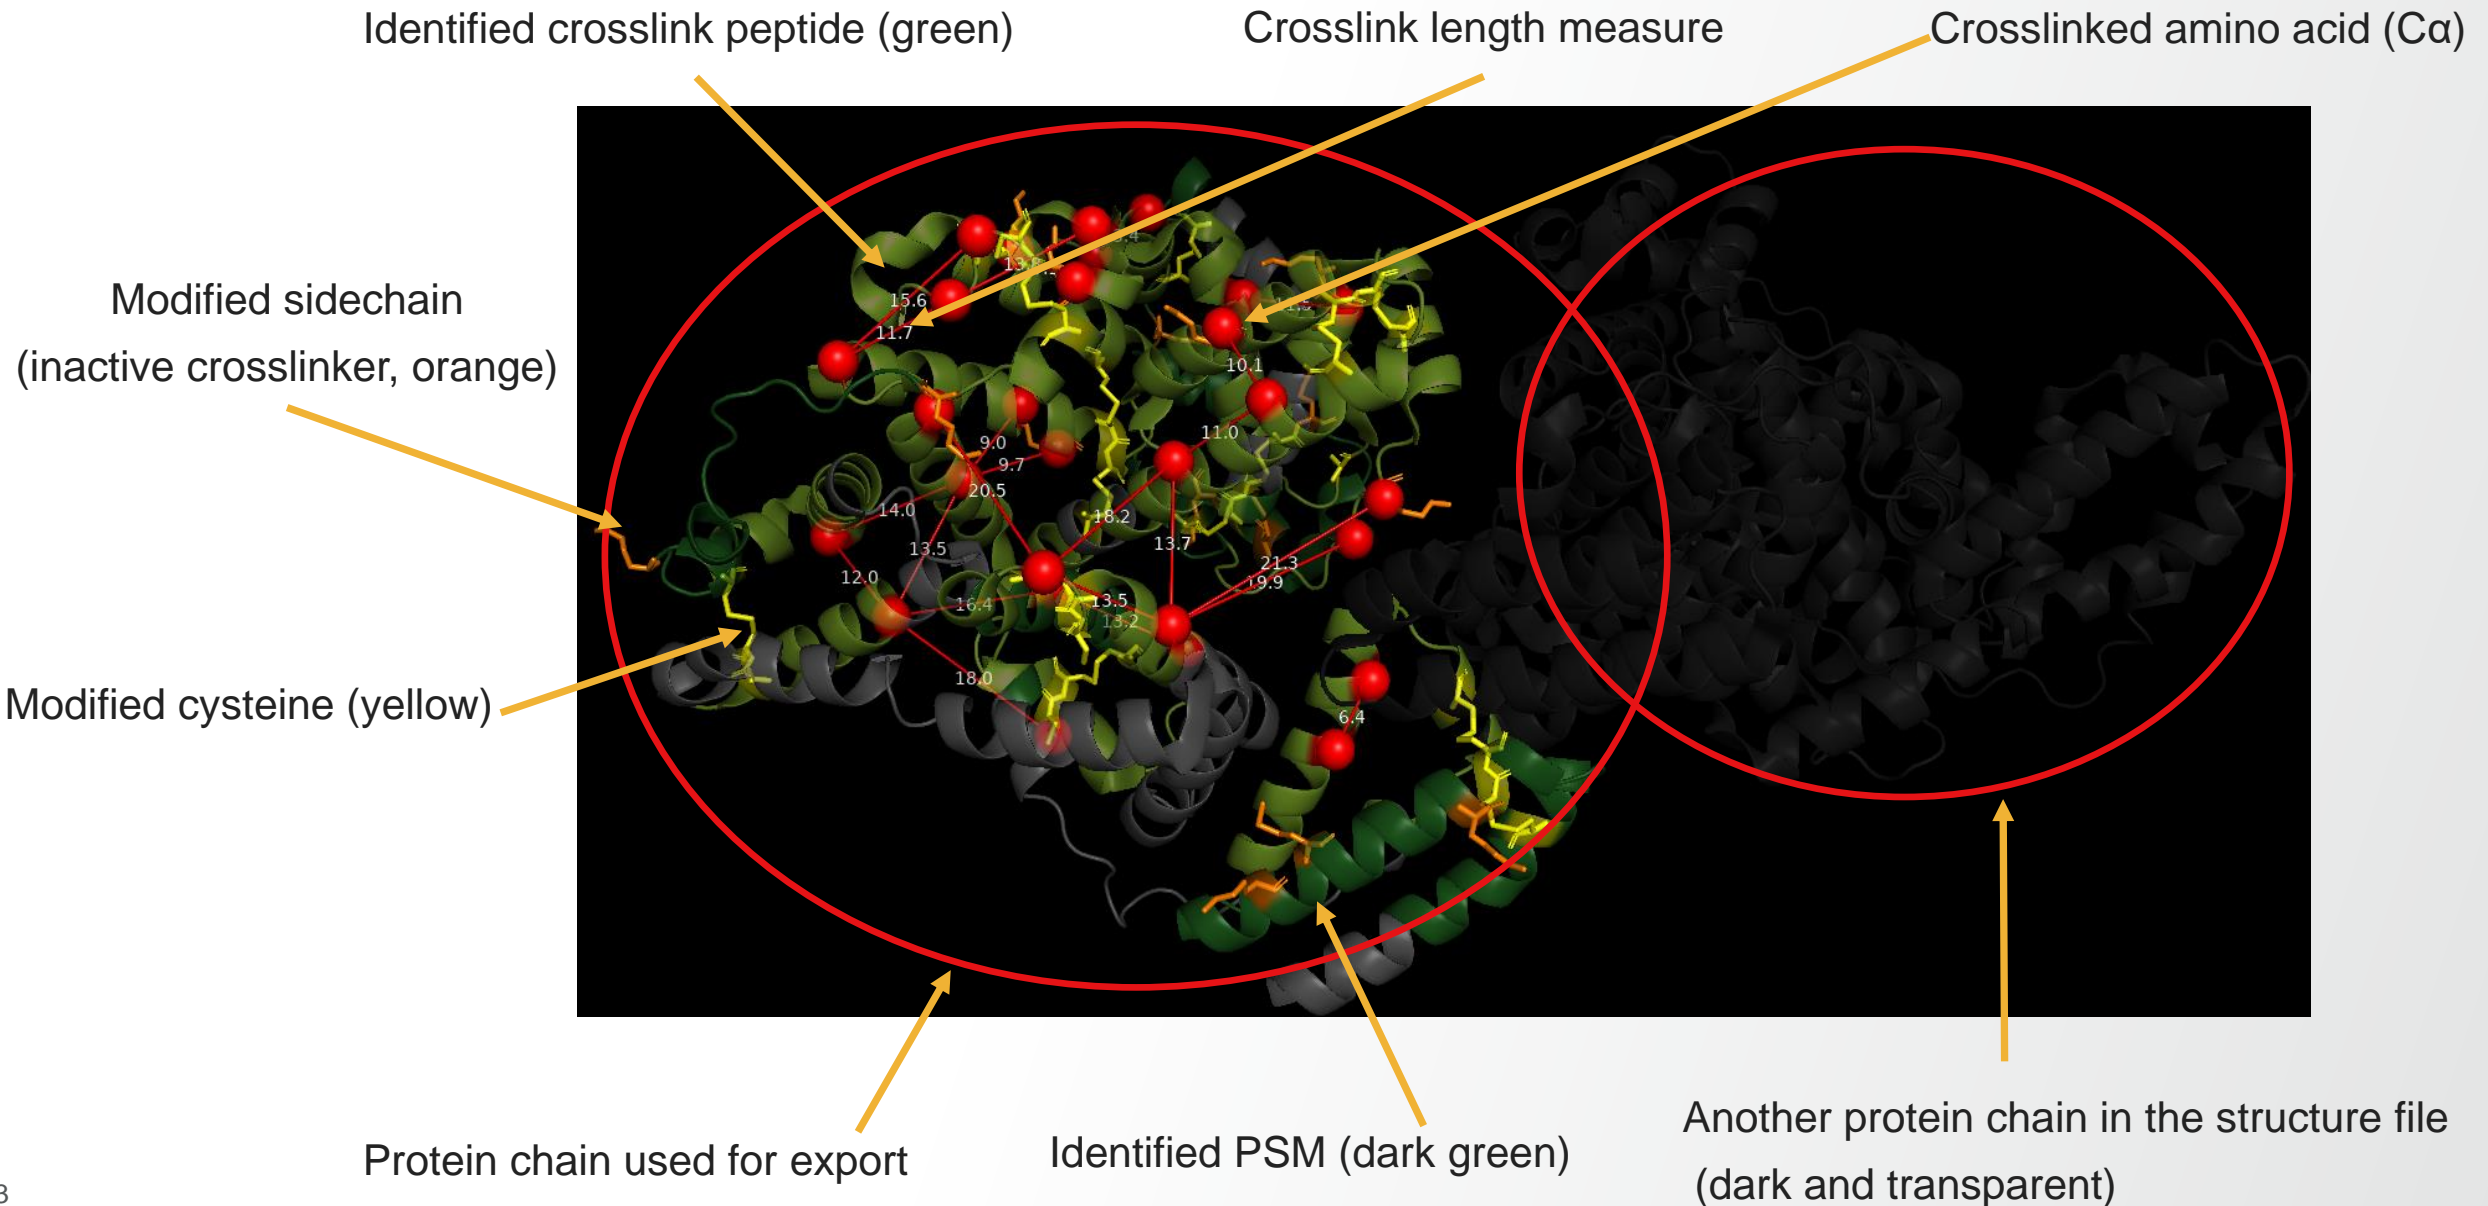 Identified crosslink peptide (green)
Crosslink length measure
Crosslinked amino acid (Cα)
Modified sidechain
(inactive crosslinker, orange)
Modified cysteine (yellow)
15.6
11.7
10.1
11.0
9.0
9.7
20.5
14.0
18.2
13.5
13.7
12.0
21.3
19.9
16.4
13.5
13.2
18.0
6.4
Protein chain used for export
Identified PSM (dark green)
Another protein chain in the structure file
(dark and transparent)